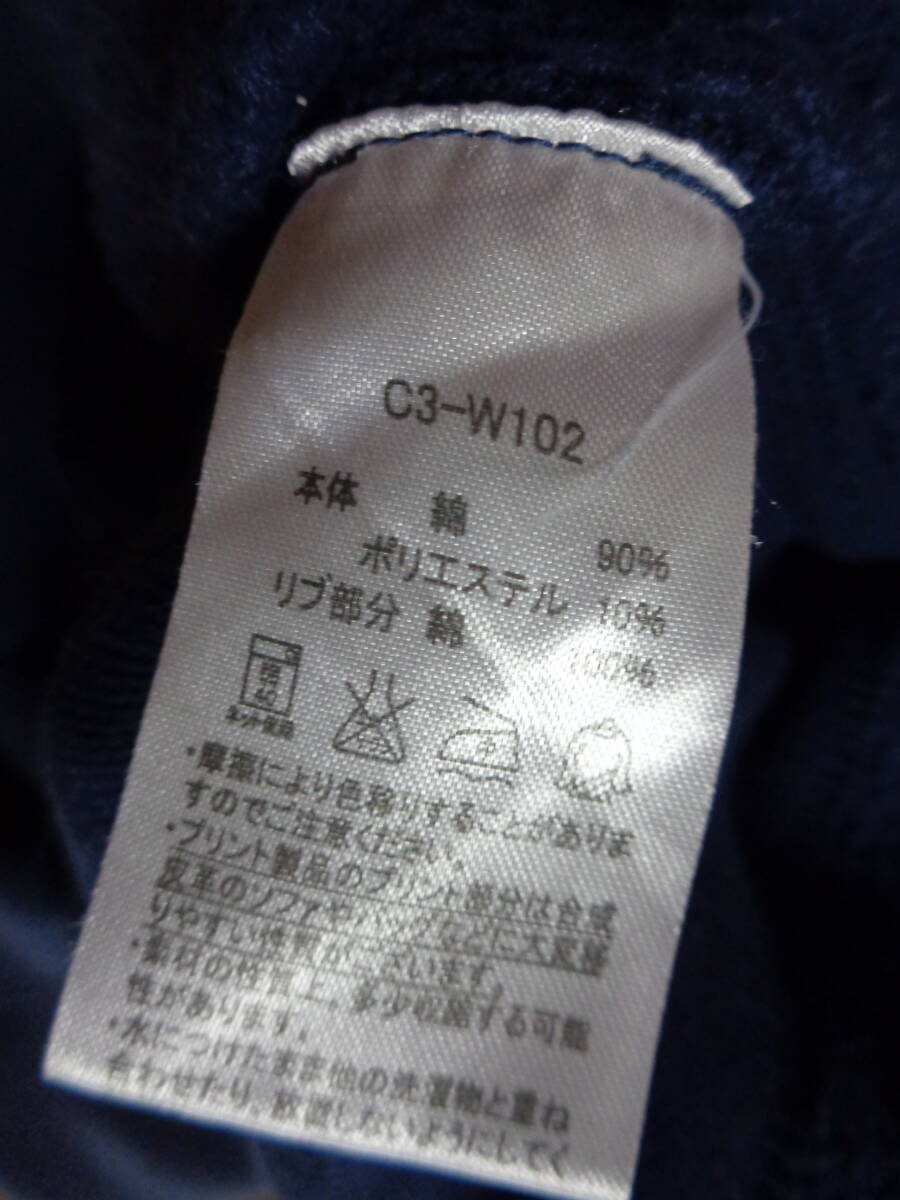 C3-W102
本体 綿 90%
ポリエステル 10%
リブ部分 綿 100%
ネット使用
・摩擦により色移りすることがありま
すのでご注意ください。
・プリント製品のプリント部分は合成
皮革のソファやバッグなどに大変移
りやすい性質がございます。
・素材の性質上、多少収縮する可能
性があります。
・水につけたまま他の洗濯物と重ね
合わせたり、放置しないようにしてく